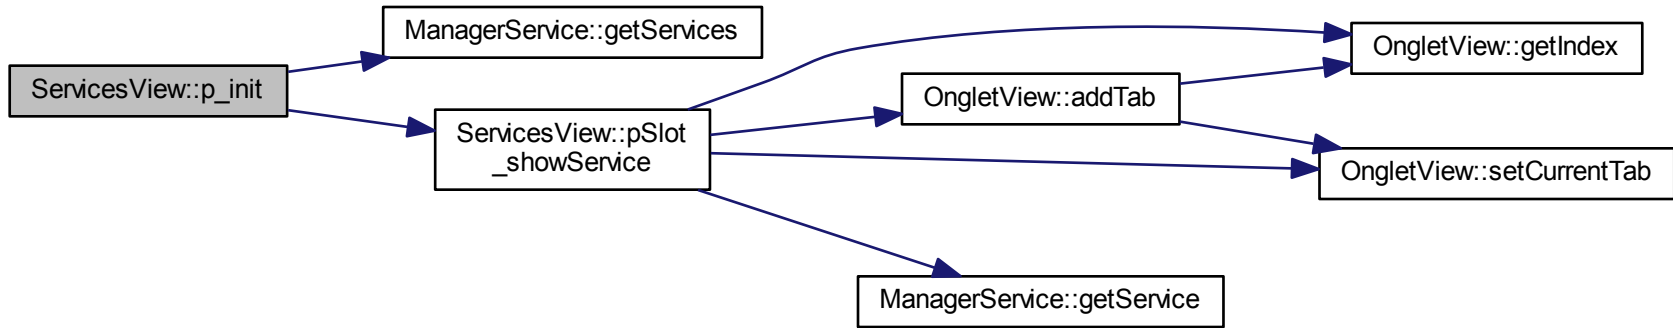 ServicesView::p_init
ManagerService::getServices
ServicesView::pSlot
_showService
OngletView::getIndex
OngletView::addTab
OngletView::setCurrentTab
ManagerService::getService